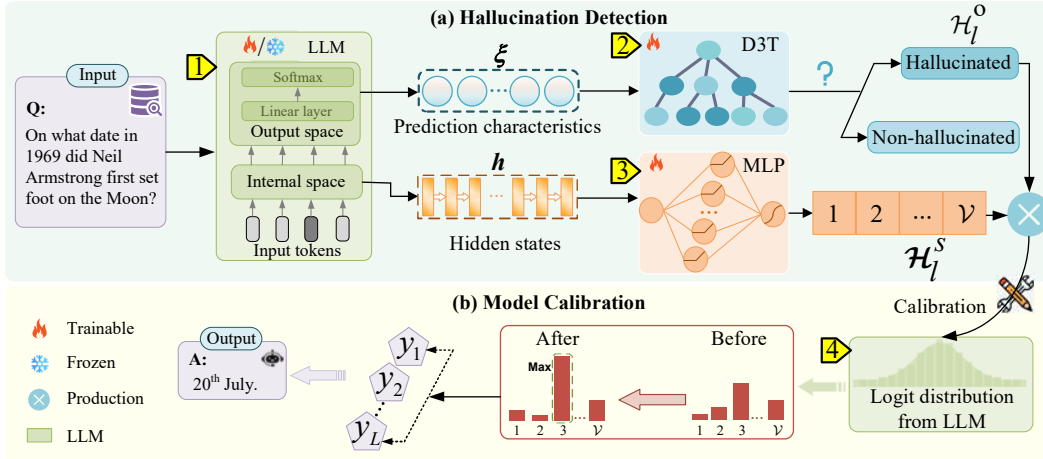 (a) Hallucination Detection
Input
Q:
On what date in
1969 did Neil
Armstrong first set
foot on the Moon?
1
/
LLM
Softmax
Linear layer
Output space
Internal space
Input tokens
ξ
Prediction characteristics
h
Hidden states
2
D3T
3
MLP
?
ℋ_l^o
Hallucinated
Non-hallucinated
1 2 ... 𝒱
ℋ_l^s
(b) Model Calibration
Calibration
Trainable
Frozen
Production
LLM
Output
A:
20th July.
y_1
y_2
y_L
After
Before
Max
1 2 3 ... 𝒱
1 2 3 ... 𝒱
4
Logit distribution
from LLM